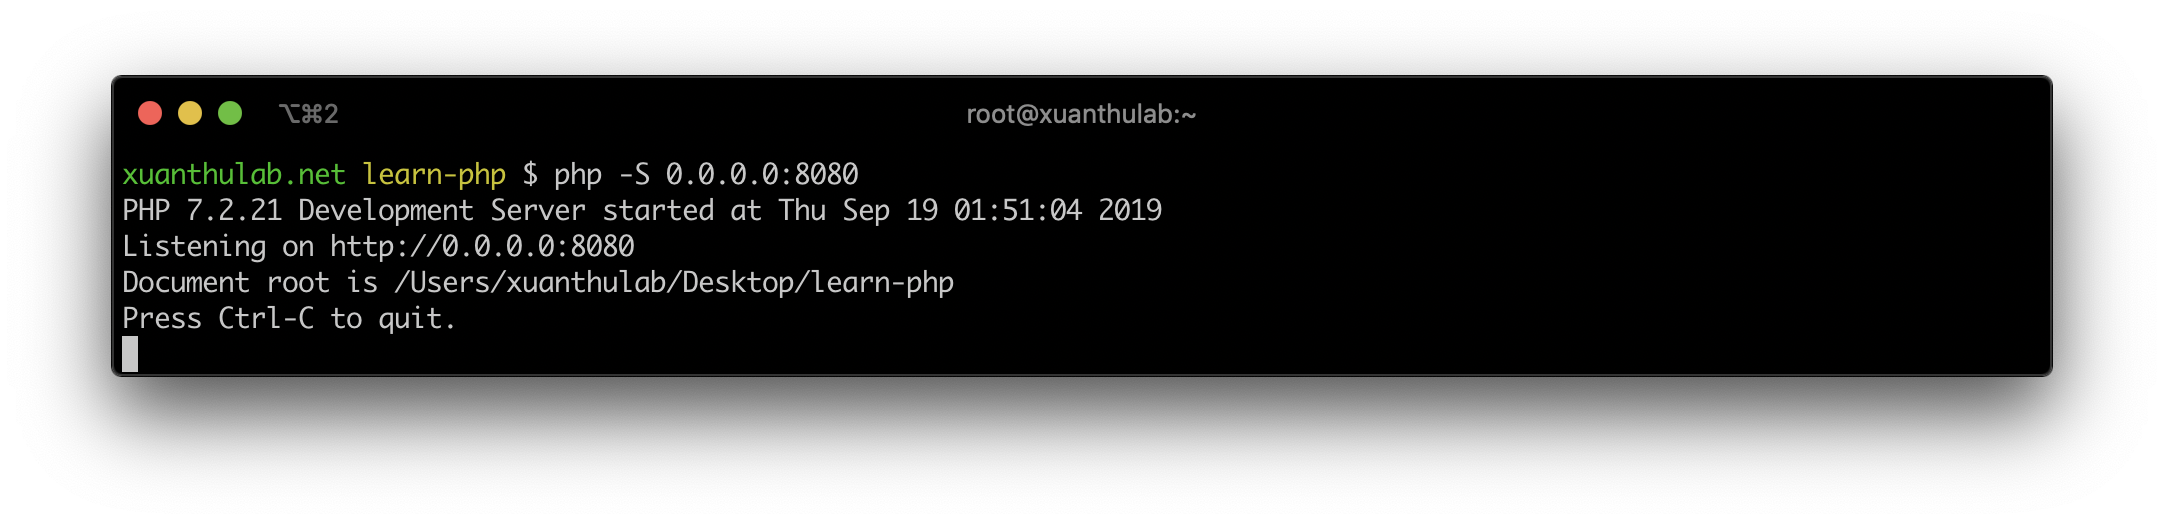 ⌥⌘2 root@xuanthulab:~
xuanthulab.net learn-php $ php -S 0.0.0.0:8080
PHP 7.2.21 Development Server started at Thu Sep 19 01:51:04 2019
Listening on http://0.0.0.0:8080
Document root is /Users/xuanthulab/Desktop/learn-php
Press Ctrl-C to quit.